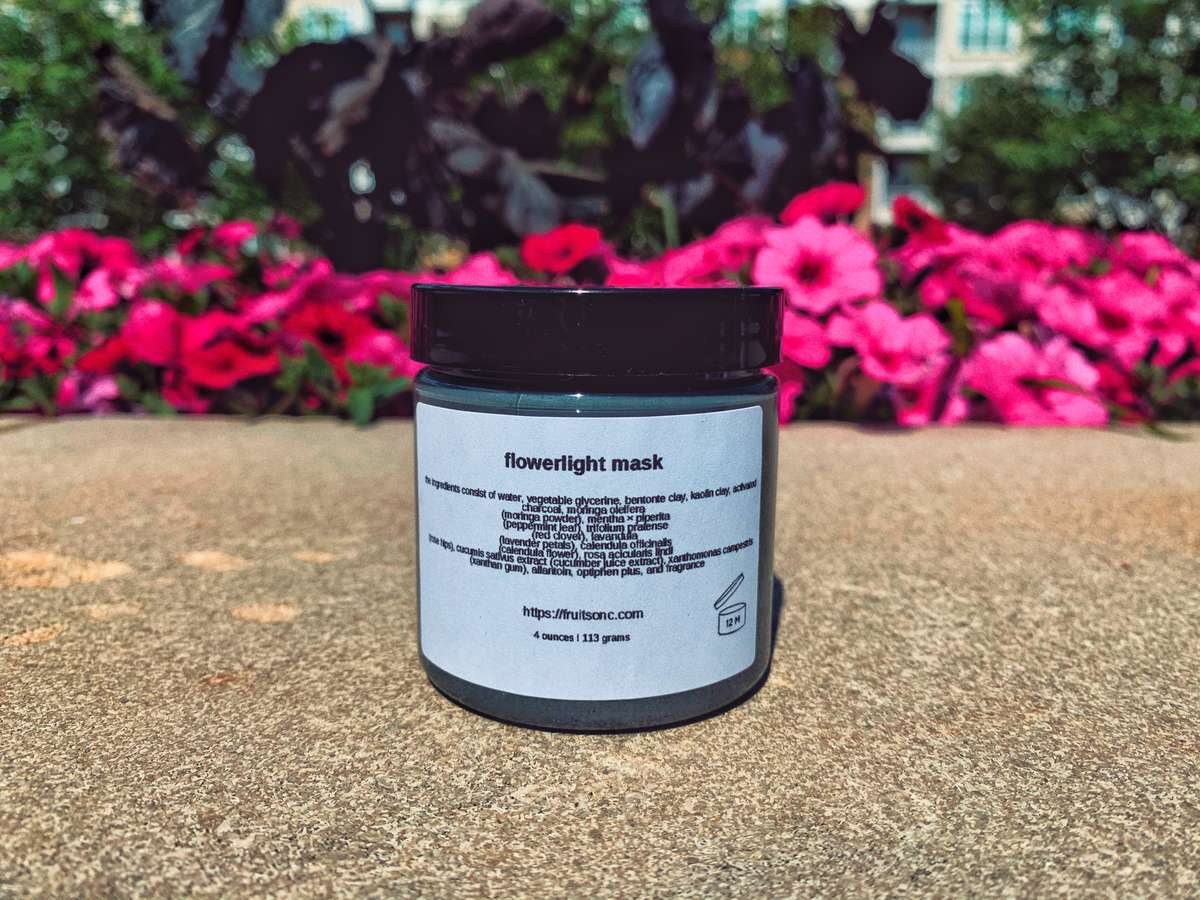 flowerlight mask
the ingredients consist of water, vegetable glycerine, bentonte clay, kaolin clay, activated
charcoal, moringa oleifera
(moringa powder), mentha × piperita
(peppermint leaf), trifolium pratense
(red clover), lavandula
(lavender petals), calendula officinalis
(calendula flower), rosa acicularis lindl
(rose hips), cucumis sativus extract (cucumber juice extract), xanthomonas campestris
(xanthan gum), allantoin, optiphen plus, and fragrance
https://fruitsonc.com
12 M
4 ounces | 113 grams